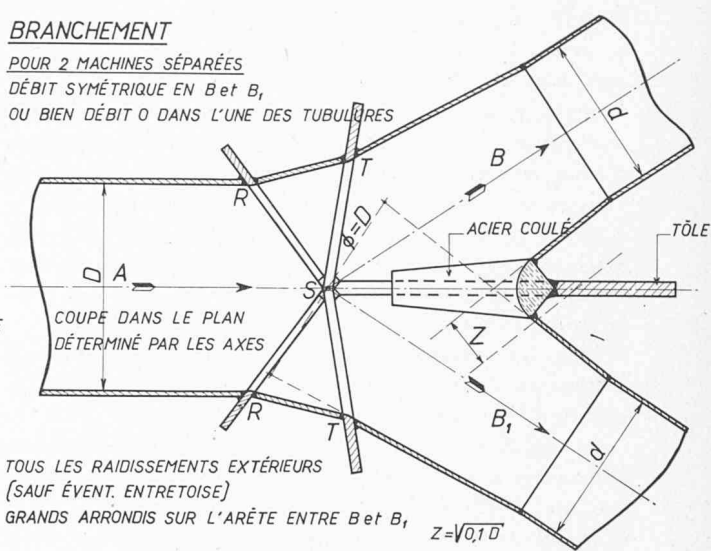 BRANCHEMENT
POUR 2 MACHINES SÉPARÉES
DÉBIT SYMÉTRIQUE EN B et B₁
OU BIEN DÉBIT O DANS L'UNE DES TUBULURES
R
T
B
d
D
A
S
Ø=D
ACIER COULÉ
TÔLE
COUPE DANS LE PLAN
DÉTERMINÉ PAR LES AXES
Z
R
T
B₁
d
TOUS LES RAIDISSEMENTS EXTÉRIEURS
(SAUF ÉVENT. ENTRETOISE)
GRANDS ARRONDIS SUR L'ARÊTE ENTRE B et B₁
Z=√0,1 D